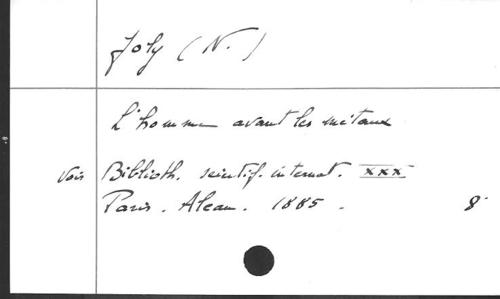 Joly (N.)
L'homme avant les métaux
voir Biblioth. scientif. internat. XXX
Paris. Alcan. 1885. 8°